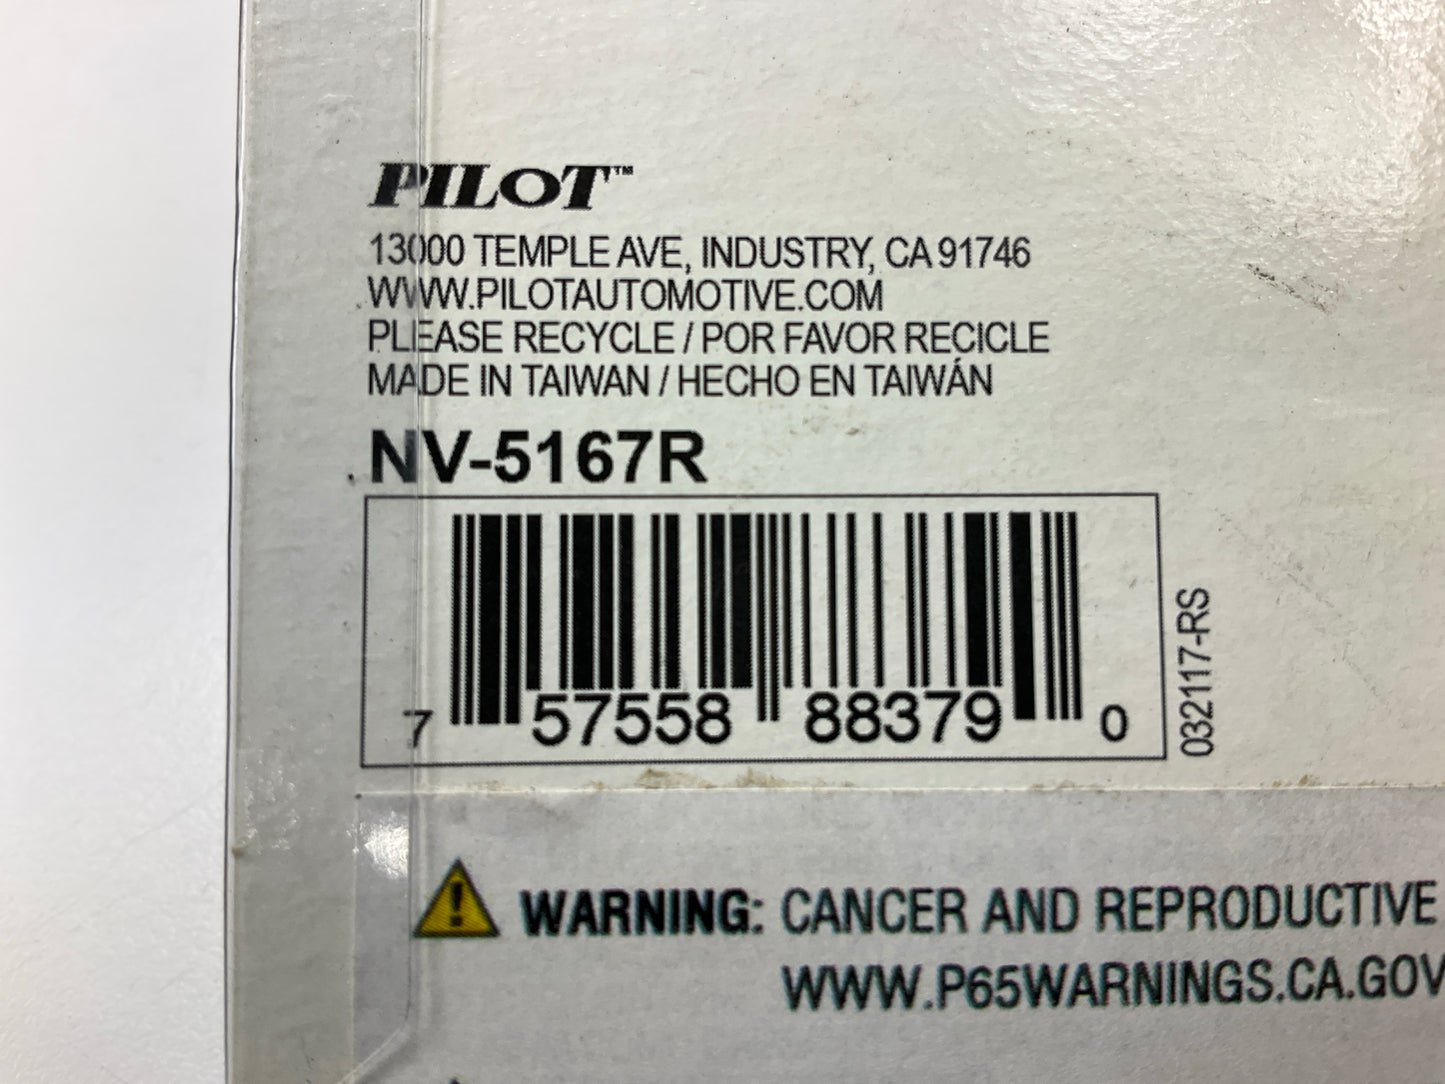 PILOT™
13000 TEMPLE AVE, INDUSTRY, CA 91746
WWW.PILOTAUTOMOTIVE.COM
PLEASE RECYCLE / POR FAVOR RECICLE
MADE IN TAIWAN / HECHO EN TAIWÁN
NV-5167R
7 57558 88379 0
032117-RS
WARNING: CANCER AND REPRODUCTIVE
WWW.P65WARNINGS.CA.GOV